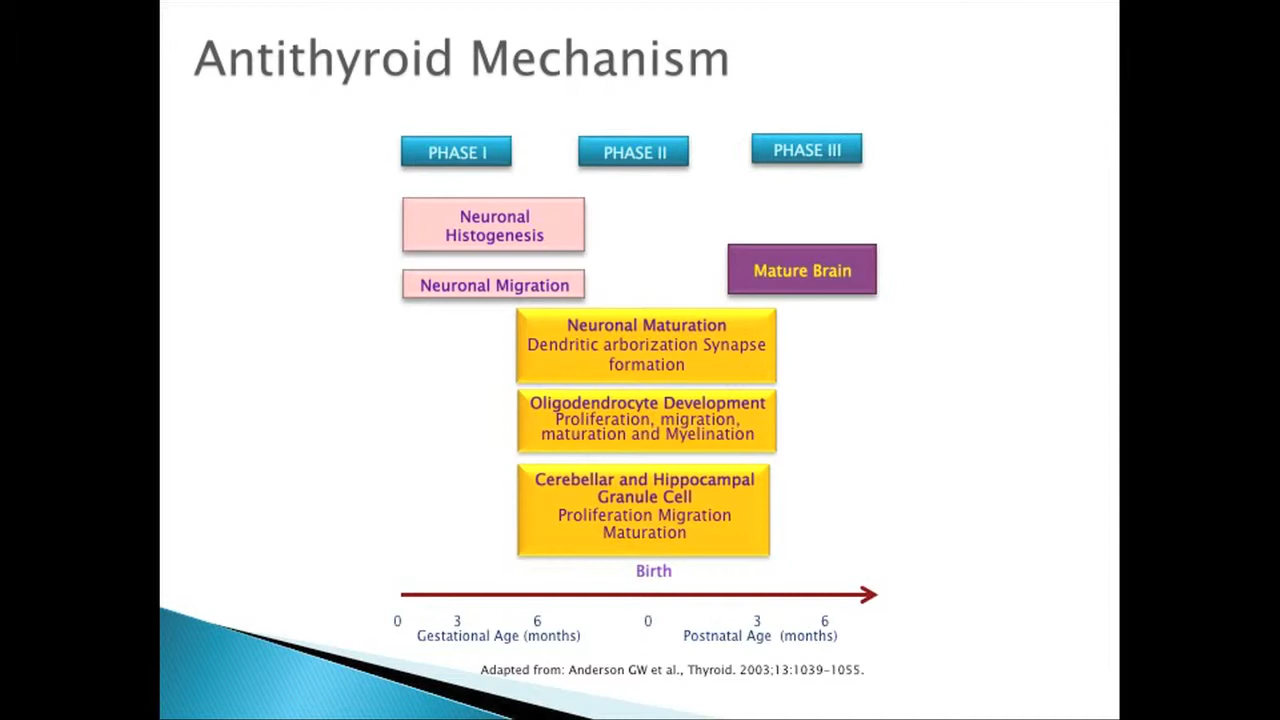 Antithyroid Mechanism
PHASE I
PHASE II
PHASE III
Neuronal
Histogenesis
Mature Brain
Neuronal Migration
Neuronal Maturation
Dendritic arborization Synapse
formation
Oligodendrocyte Development
Proliferation, migration,
maturation and Myelination
Cerebellar and Hippocampal
Granule Cell
Proliferation Migration
Maturation
Birth
0 3 6 0 3 6
Gestational Age (months) Postnatal Age (months)
Adapted from: Anderson GW et al., Thyroid. 2003;13:1039-1055.